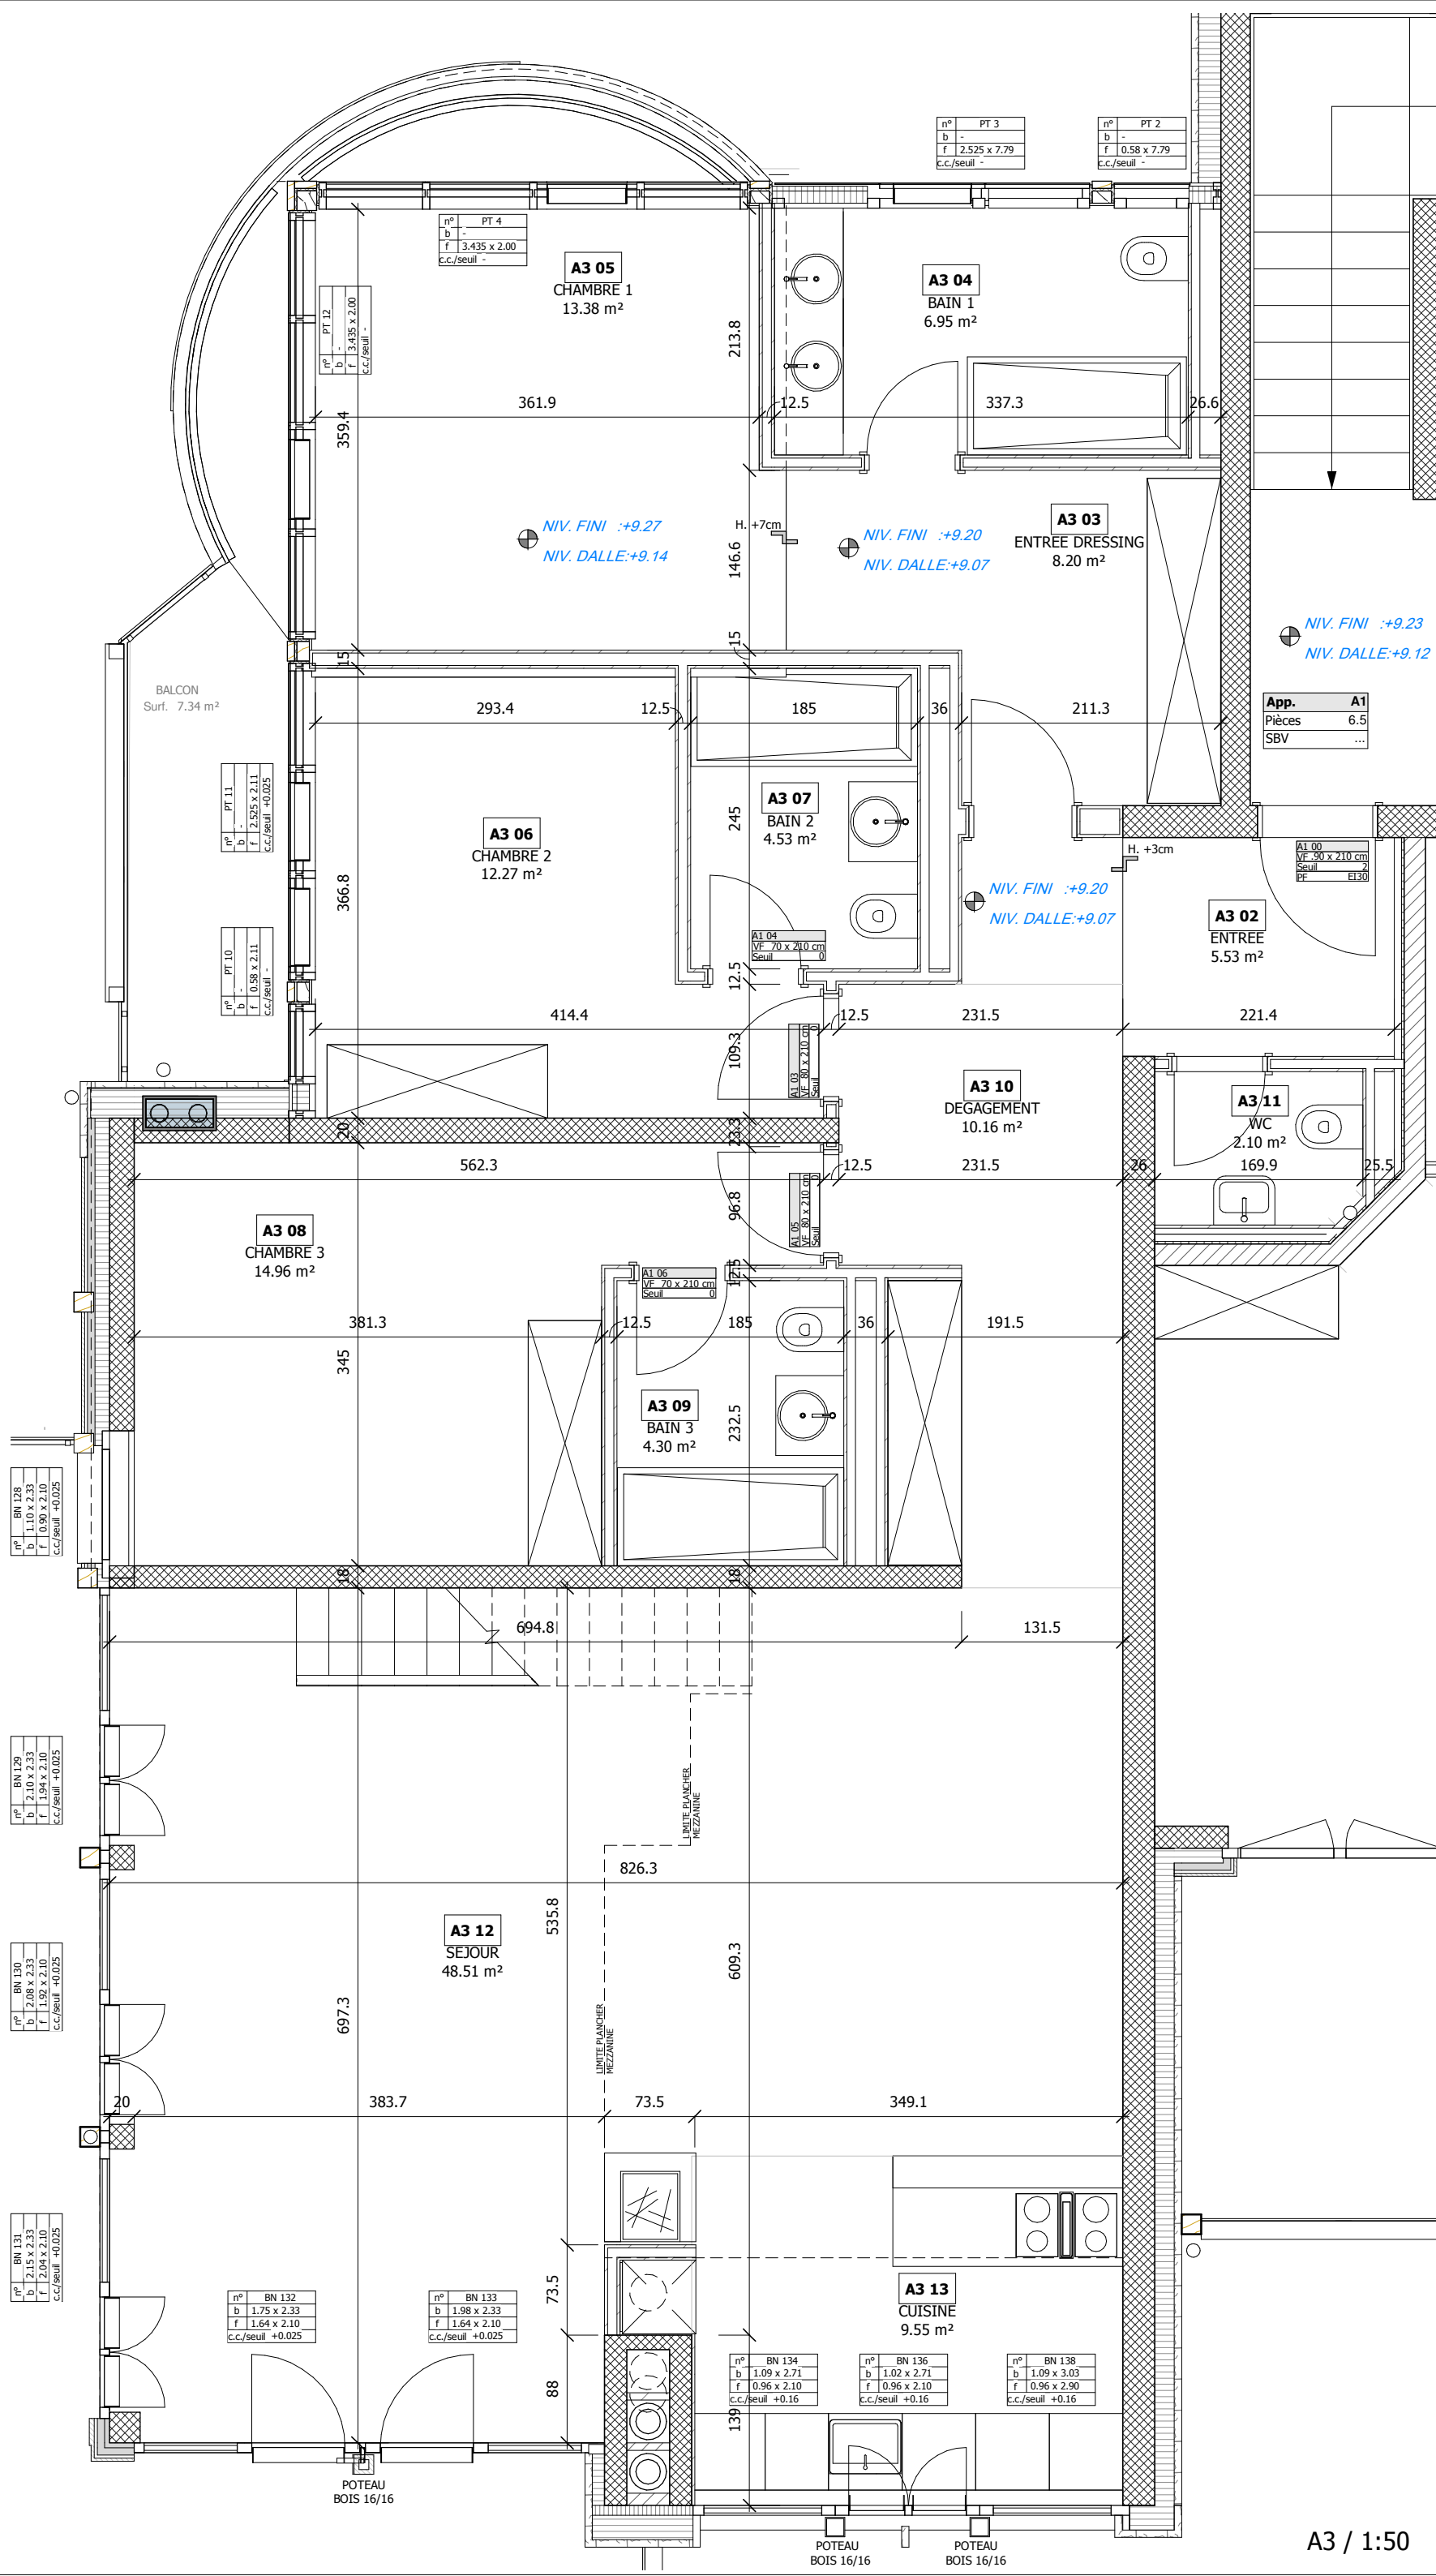 nº PT 3
b -
f 2.525 x 7.79
c.c./seuil -
nº PT 2
b -
f 0.58 x 7.79
c.c./seuil -
nº PT 4
b -
f 3.435 x 2.00
c.c./seuil -
A3 05
CHAMBRE 1
13.38 m²
A3 04
BAIN 1
6.95 m²
nº PT 12
b -
f 3.435 x 2.00
c.c./seuil -
213.8
361.9
12.5
337.3
26.6
359.4
NIV. FINI :+9.27
NIV. DALLE:+9.14
H. +7cm
146.6
NIV. FINI :+9.20
NIV. DALLE:+9.07
A3 03
ENTREE DRESSING
8.20 m²
NIV. FINI :+9.23
NIV. DALLE:+9.12
15
15
BALCON
Surf. 7.34 m²
293.4
12.5
185
36
211.3
App. A1
Pièces 6.5
SBV ...
nº PT 11
b -
f 2.525 x 2.11
c.c./seuil +0.025
A3 06
CHAMBRE 2
12.27 m²
A3 07
BAIN 2
4.53 m²
245
366.8
H. +3cm
A1 00
VF 90 x 210 cm
Seuil 2
PF EI30
NIV. FINI :+9.20
NIV. DALLE:+9.07
A3 02
ENTREE
5.53 m²
nº PT 10
b -
f 0.58 x 2.11
c.c./seuil -
A1 04
VF 70 x 210 cm
Seuil 0
12.5
414.4
12.5
231.5
221.4
109.3
A1 03
VF 80 x 210 cm
Seuil 0
A3 10
DEGAGEMENT
10.16 m²
A3 11
WC
2.10 m²
20
23.3
562.3
12.5
231.5
26
169.9
25.5
96.8
A1 05
VF 80 x 210 cm
Seuil 0
A3 08
CHAMBRE 3
14.96 m²
A1 06
VF 70 x 210 cm
Seuil 0
12.5
381.3
12.5
185
36
191.5
345
A3 09
BAIN 3
4.30 m²
232.5
nº BN 128
b 1.10 x 2.33
f 0.90 x 2.10
c.c./seuil +0.025
18
18
694.8
131.5
nº BN 129
b 2.10 x 2.33
f 1.94 x 2.10
c.c./seuil +0.025
LIMITE PLANCHER
MEZZANINE
826.3
535.8
A3 12
SEJOUR
48.51 m²
609.3
nº BN 130
b 2.08 x 2.33
f 1.92 x 2.10
c.c./seuil +0.025
697.3
LIMITE PLANCHER
MEZZANINE
20
383.7
73.5
349.1
nº BN 131
b 2.15 x 2.33
f 2.04 x 2.10
c.c./seuil +0.025
73.5
A3 13
CUISINE
9.55 m²
nº BN 132
b 1.75 x 2.33
f 1.64 x 2.10
c.c./seuil +0.025
nº BN 133
b 1.98 x 2.33
f 1.64 x 2.10
c.c./seuil +0.025
nº BN 134
b 1.09 x 2.71
f 0.96 x 2.10
c.c./seuil +0.16
nº BN 136
b 1.02 x 2.71
f 0.96 x 2.10
c.c./seuil +0.16
nº BN 138
b 1.09 x 3.03
f 0.96 x 2.90
c.c./seuil +0.16
88
139
POTEAU
BOIS 16/16
POTEAU
BOIS 16/16
POTEAU
BOIS 16/16
A3 / 1:50